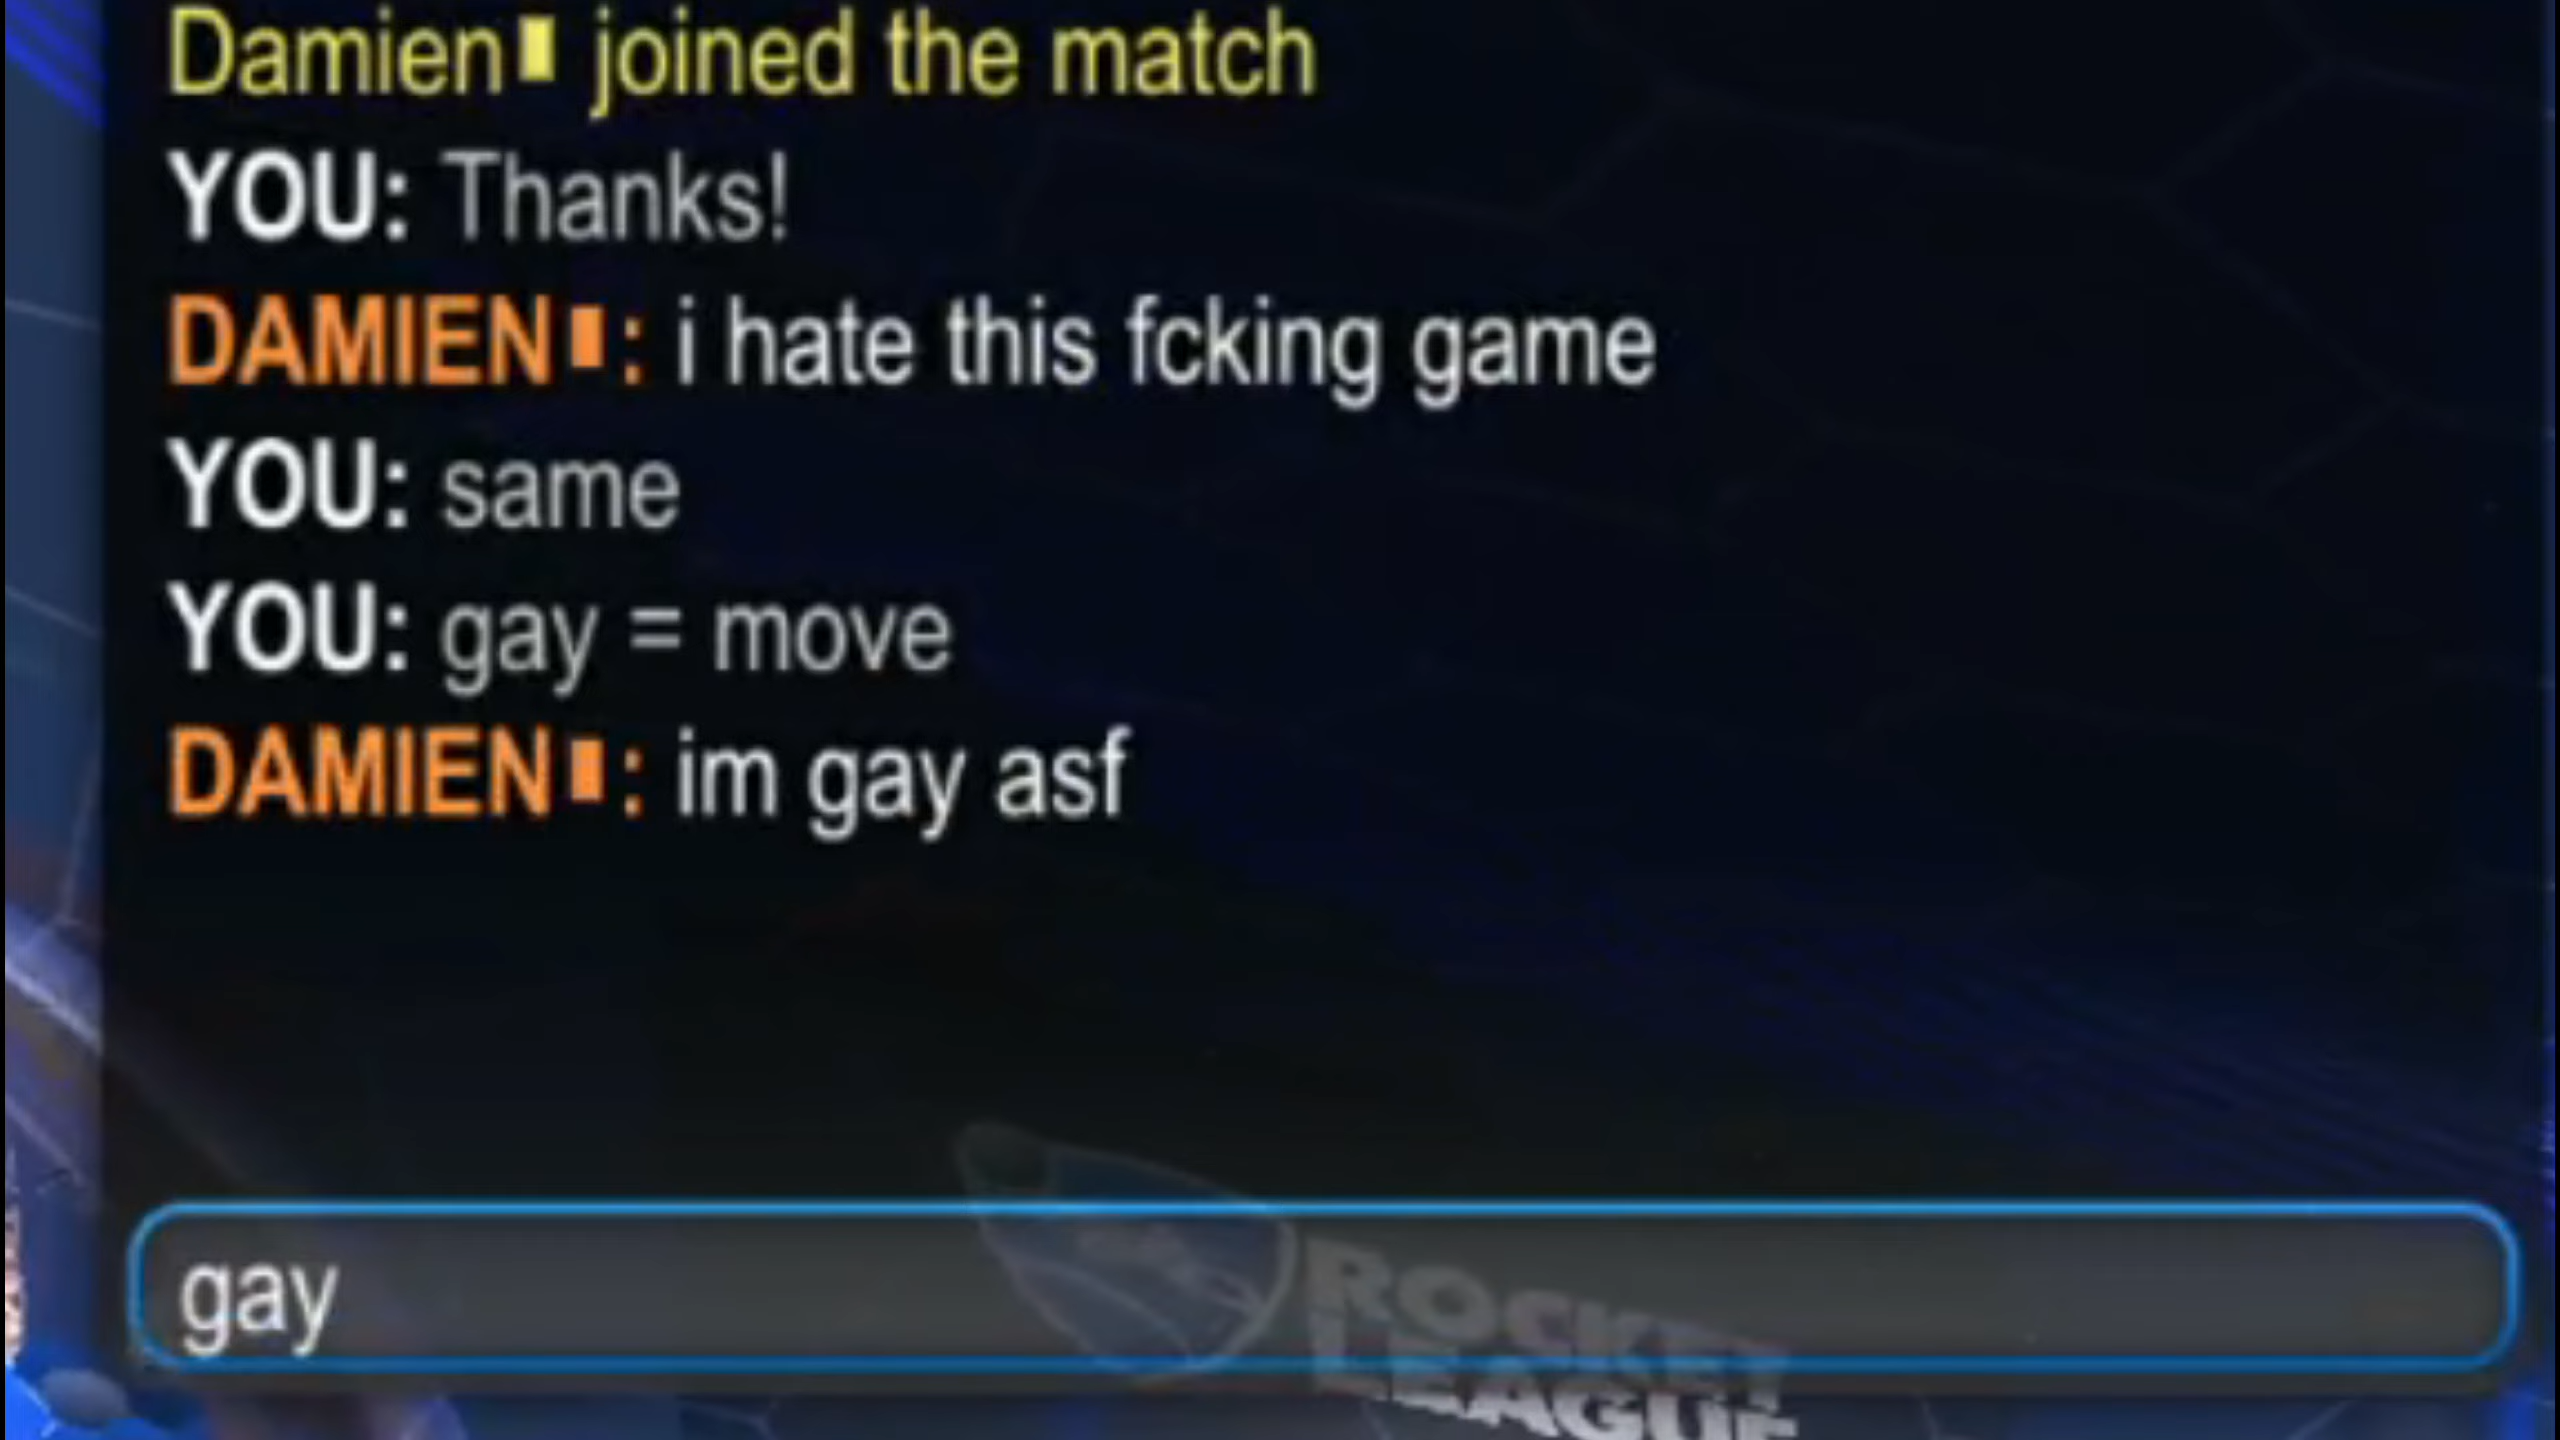 Damien▮ joined the match
YOU: Thanks!
DAMIEN▮: i hate this fcking game
YOU: same
YOU: gay = move
DAMIEN▮: im gay asf
gay
ROCKET
LEAGUE